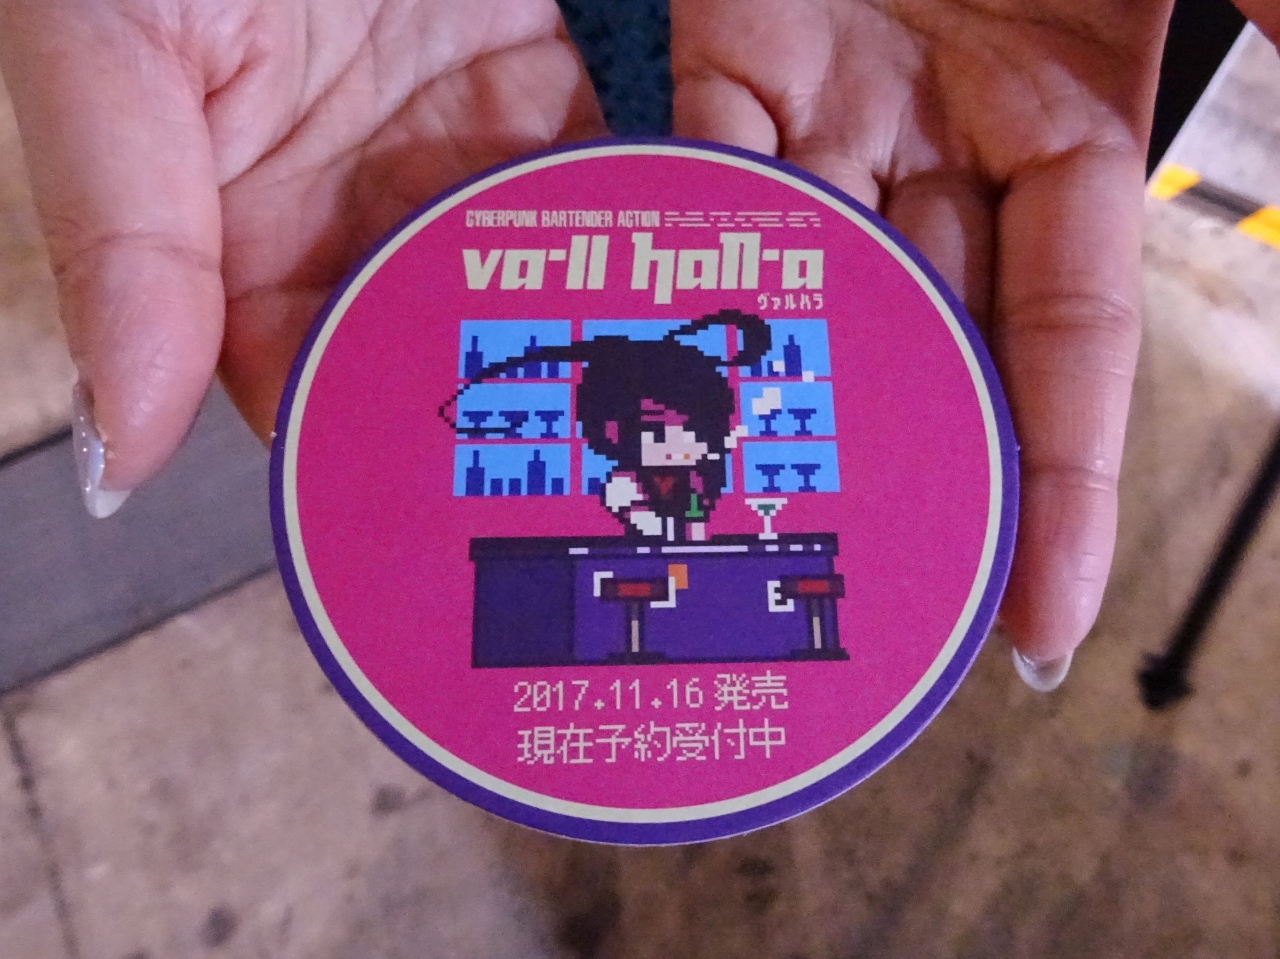 CYBERPUNK BARTENDER ACTION
va-11 hall-a
ヴァルハラ
2017.11.16 発売
現在予約受付中